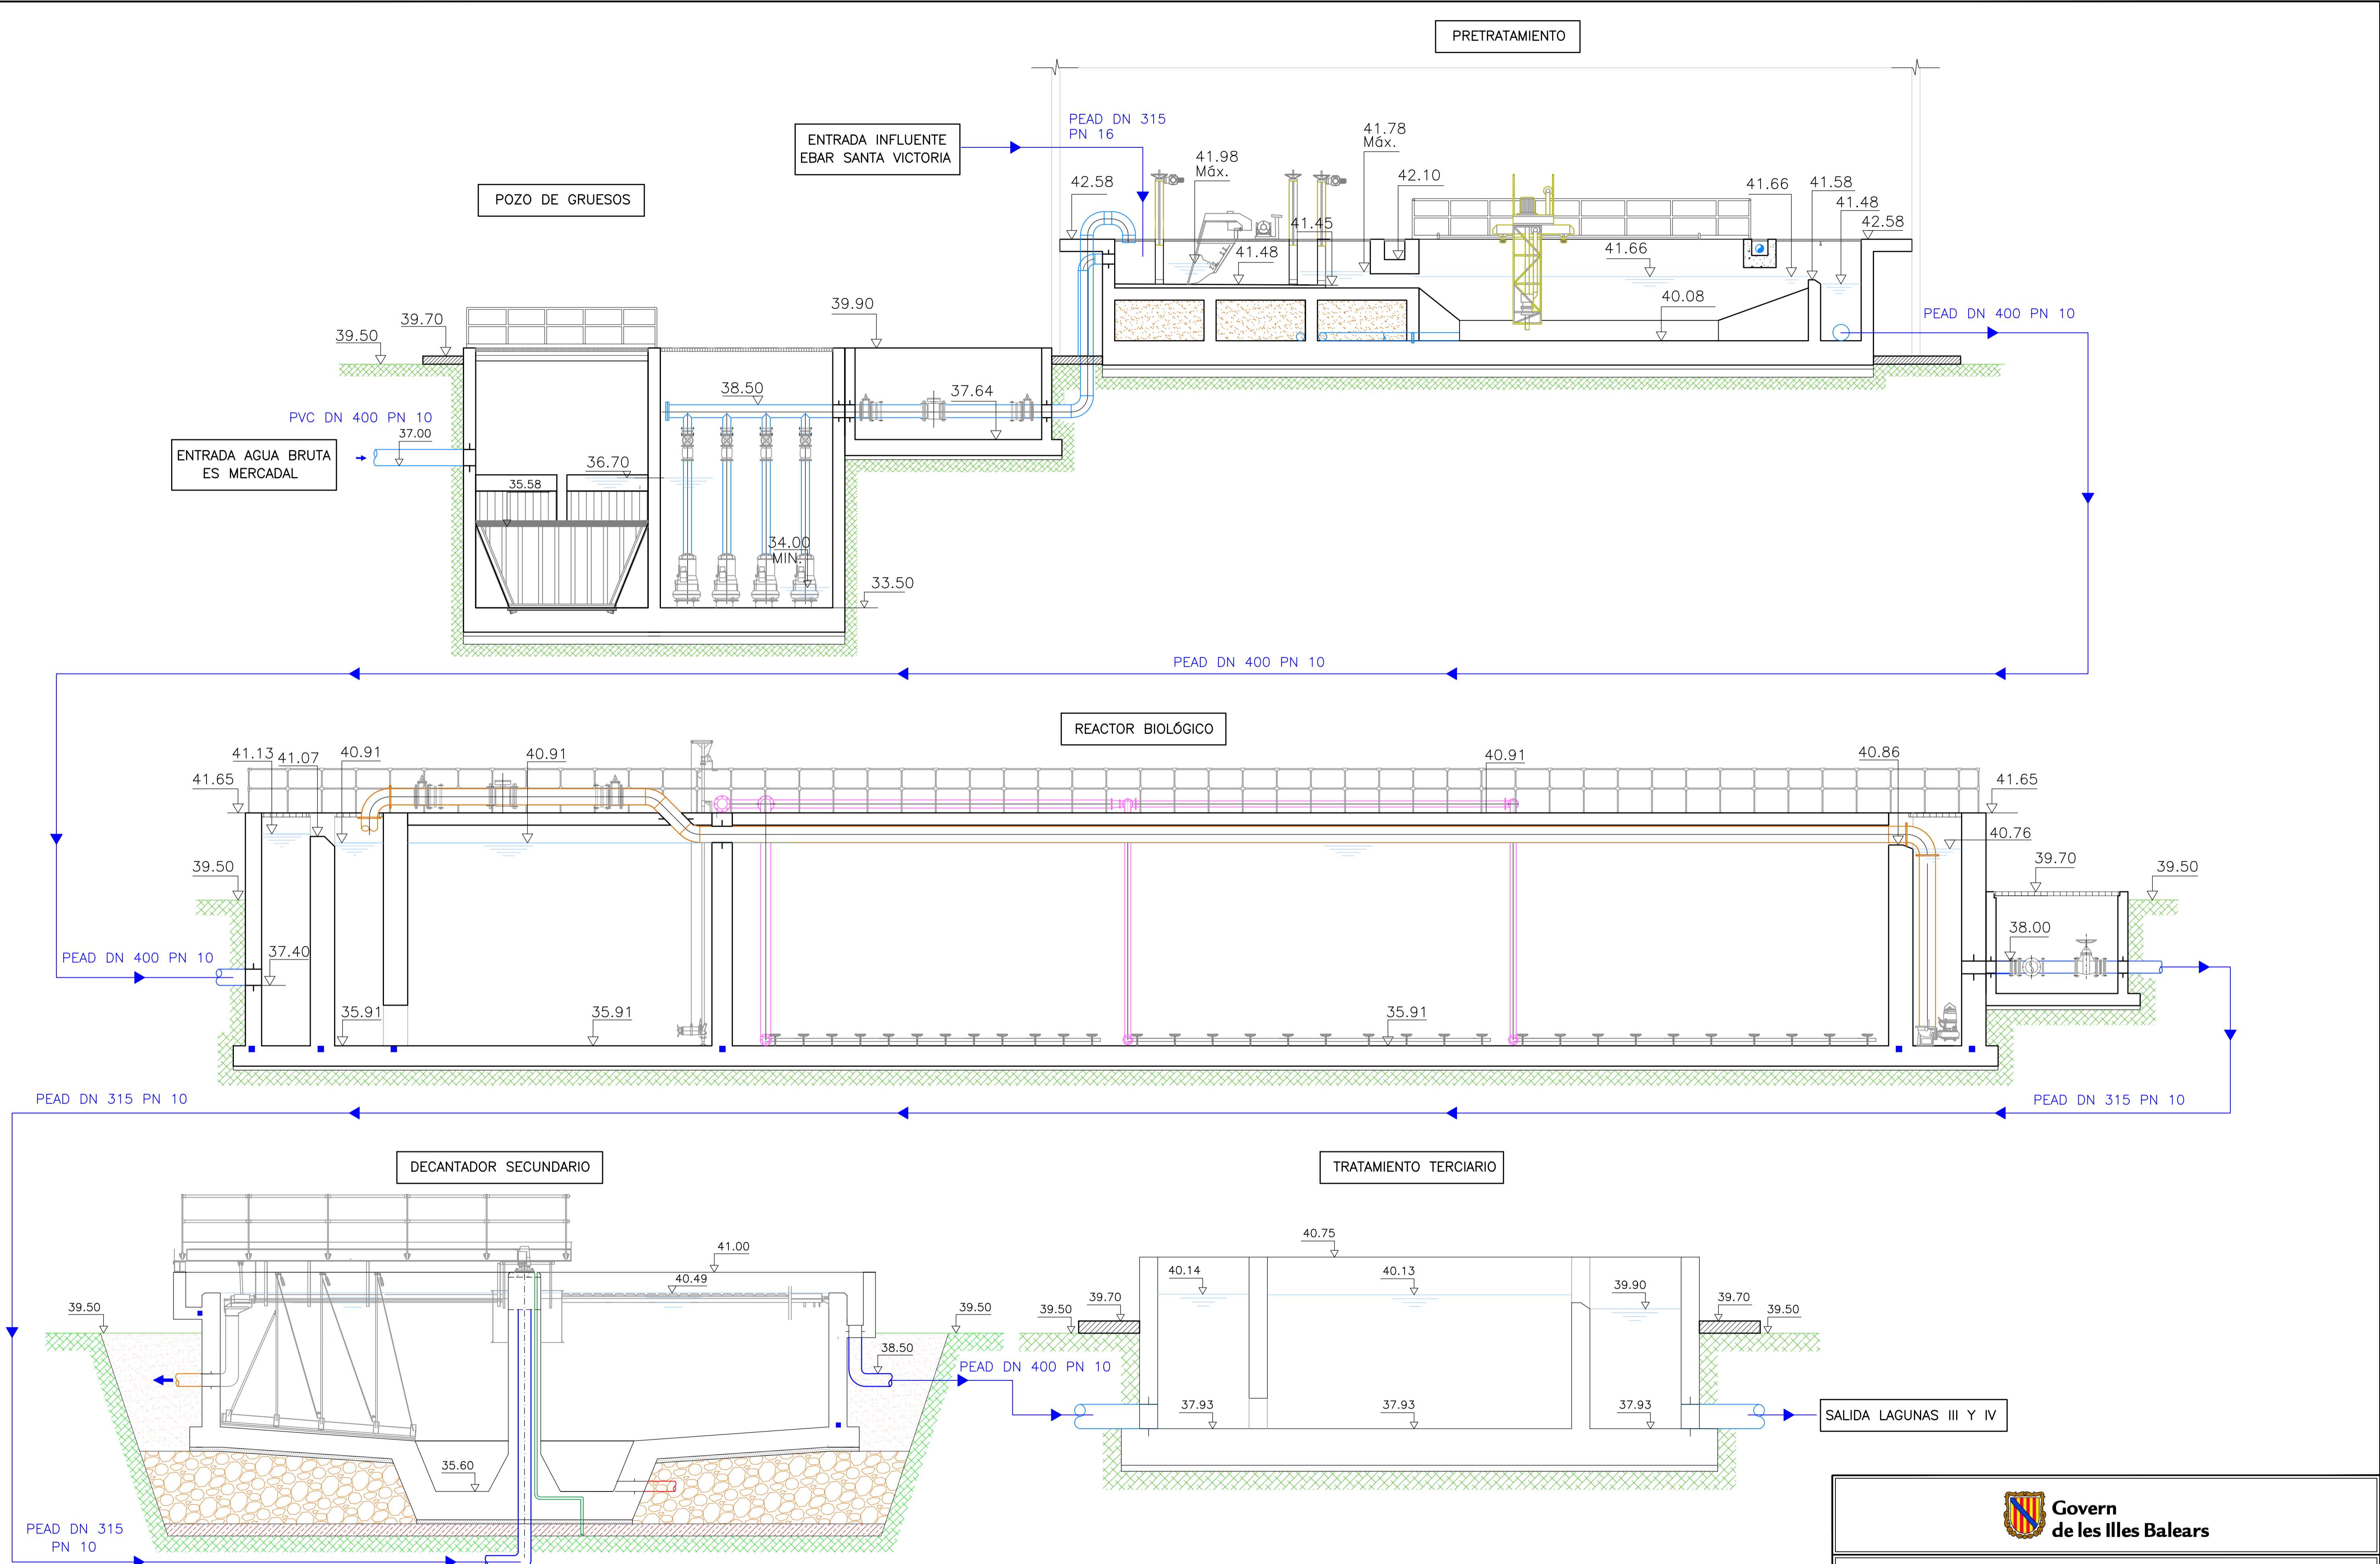 PRETRATAMIENTO
PEAD DN 315
PN 16
ENTRADA INFLUENTE
EBAR SANTA VICTORIA
41.78
Máx.
41.98
Máx.
42.58
42.10
41.66
41.58
41.48
42.58
41.45
41.48
41.66
40.08
PEAD DN 400 PN 10
POZO DE GRUESOS
39.90
39.70
39.50
38.50
37.64
PVC DN 400 PN 10
37.00
ENTRADA AGUA BRUTA
ES MERCADAL
36.70
35.58
34.00
MIN.
33.50
PEAD DN 400 PN 10
REACTOR BIOLÓGICO
41.13
41.07
40.91
40.91
40.91
40.86
41.65
41.65
40.76
39.50
39.70
39.50
37.40
38.00
PEAD DN 400 PN 10
35.91
35.91
35.91
PEAD DN 315 PN 10
PEAD DN 315 PN 10
DECANTADOR SECUNDARIO
41.00
40.49
39.50
39.50
38.50
35.60
PEAD DN 315
PN 10
PEAD DN 400 PN 10
TRATAMIENTO TERCIARIO
40.75
40.14
40.13
39.90
39.70
39.50
39.70
39.50
37.93
37.93
37.93
SALIDA LAGUNAS III Y IV
Govern
de les Illes Balears